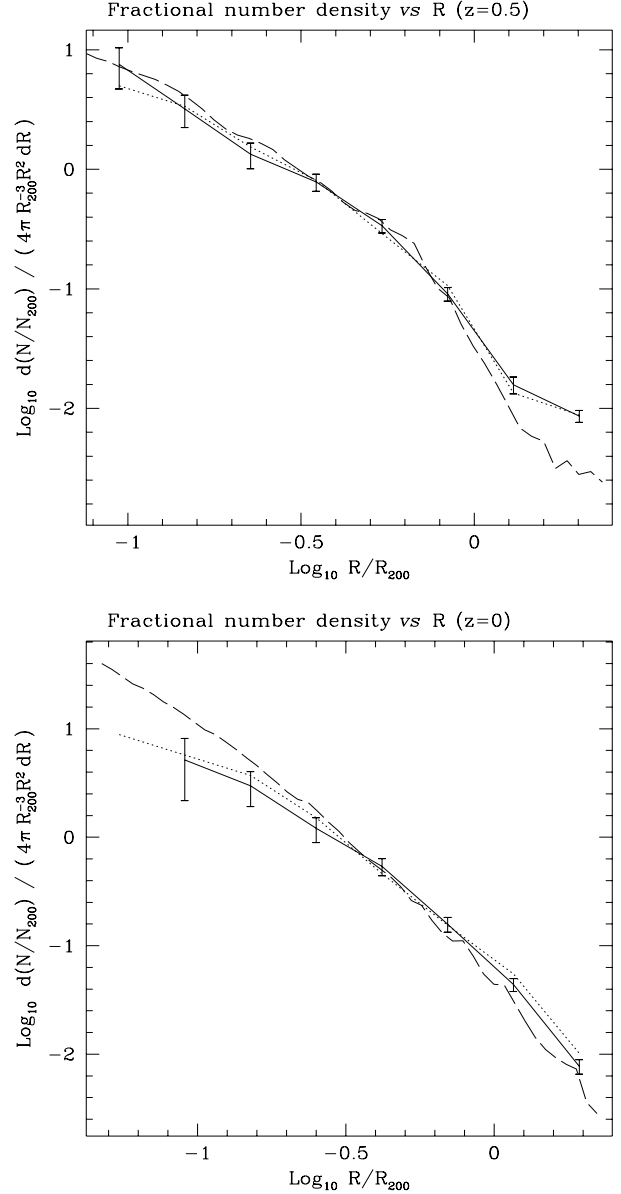 Fractional number density vs R (z=0.5)
Log₁₀ d(N/N₂₀₀) / ( 4π R₂₀₀⁻³ R² dR )
1
0
−1
−2
−1 −0.5 0
Log₁₀ R/R₂₀₀
Fractional number density vs R (z=0)
Log₁₀ d(N/N₂₀₀) / ( 4π R₂₀₀⁻³ R² dR )
1
0
−1
−2
−1 −0.5 0
Log₁₀ R/R₂₀₀